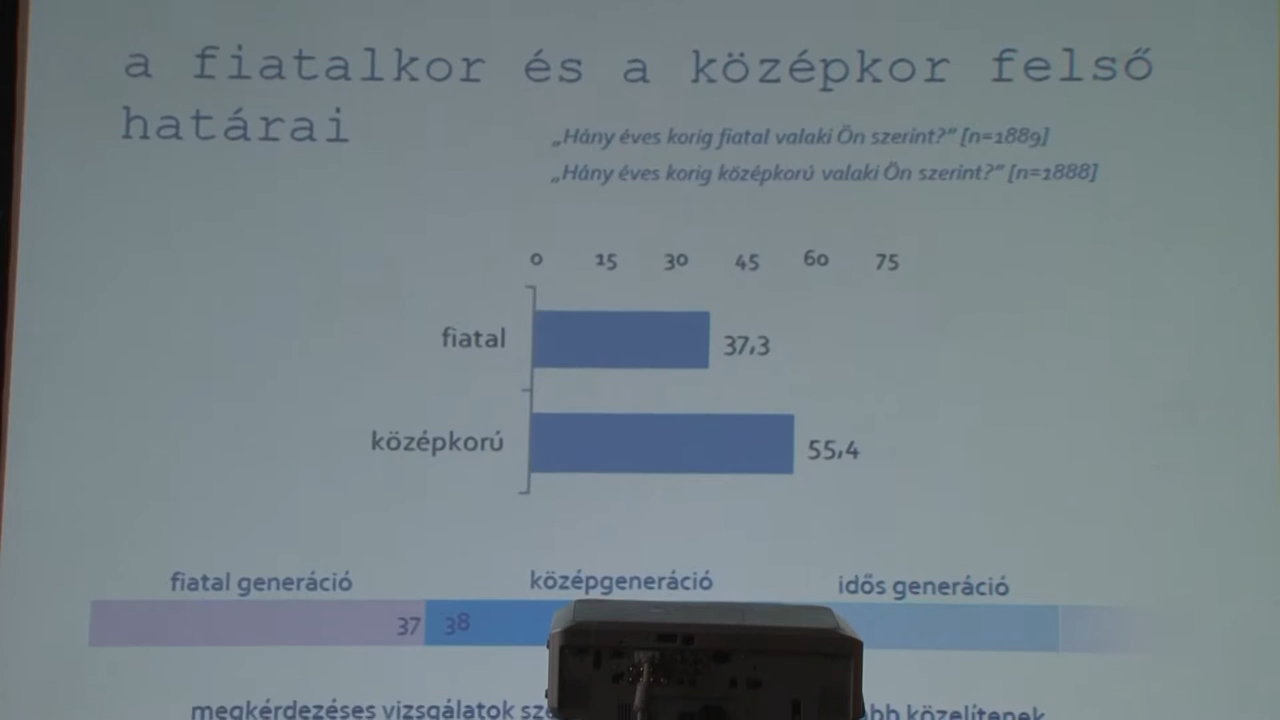 a fiatalkor és a középkor felső
határai
„Hány éves korig fiatal valaki Ön szerint?” [n=1889]
„Hány éves korig középkorú valaki Ön szerint?” [n=1888]
0 15 30 45 60 75
fiatal 37,3
középkorú 55,4
fiatal generáció középgeneráció idős generáció
37 38
megkérdezéses vizsgálatok közelítenek